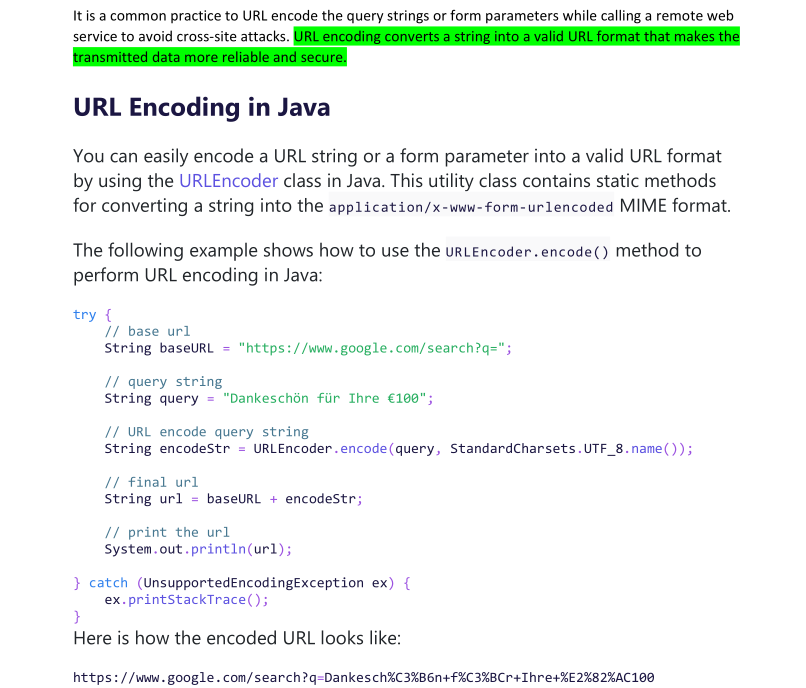 It is a common practice to URL encode the query strings or form parameters while calling a remote web
service to avoid cross-site attacks. URL encoding converts a string into a valid URL format that makes the
transmitted data more reliable and secure.
URL Encoding in Java
You can easily encode a URL string or a form parameter into a valid URL format
by using the URLEncoder class in Java. This utility class contains static methods
for converting a string into the application/x-www-form-urlencoded MIME format.
The following example shows how to use the URLEncoder.encode() method to
perform URL encoding in Java:
try {
    // base url
    String baseURL = "https://www.google.com/search?q=";
    // query string
    String query = "Dankeschön für Ihre €100";
    // URL encode query string
    String encodeStr = URLEncoder.encode(query, StandardCharsets.UTF_8.name());
    // final url
    String url = baseURL + encodeStr;
    // print the url
    System.out.println(url);
} catch (UnsupportedEncodingException ex) {
    ex.printStackTrace();
}
Here is how the encoded URL looks like:
https://www.google.com/search?q=Dankesch%C3%B6n+f%C3%BCr+Ihre+%E2%82%AC100